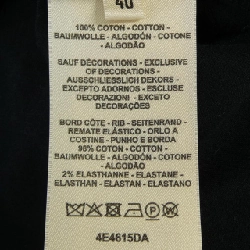 40
100% COTON - COTTON -
BAUMWOLLE - ALGODÓN - COTONE
- ALGODÃO
SAUF DECORATIONS - EXCLUSIVE
OF DECORATIONS -
AUSSCHLIESSLICH DEKORS -
EXCEPTO ADORNOS - ESCLUSE
DECORAZIONI - EXCETO
DECORAÇÕES
BORD CÔTE - RIB - SEITENRAND -
REMATE ELÁSTICO - ORLO A
COSTINE - PUNHO E BORDA
98% COTON - COTTON -
BAUMWOLLE - ALGODÓN - COTONE
- ALGODÃO
2% ELASTHANNE - ELASTANE -
ELASTHAN - ELASTAN - ELASTANO
4E4615DA